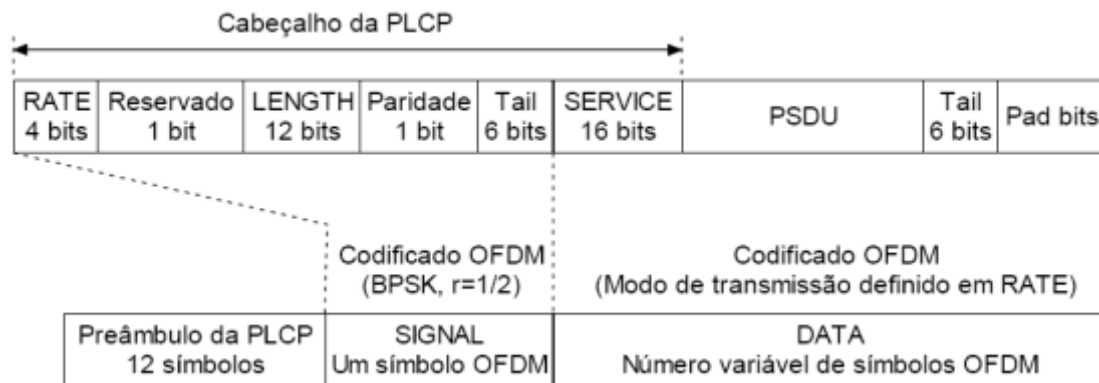 Cabeçalho da PLCP
RATE Reservado LENGTH Paridade Tail SERVICE PSDU Tail Pad bits
4 bits 1 bit 12 bits 1 bit 6 bits 16 bits 6 bits
Codificado OFDM Codificado OFDM
(BPSK, r=1/2) (Modo de transmissão definido em RATE)
Preâmbulo da PLCP SIGNAL DATA
12 símbolos Um símbolo OFDM Número variável de símbolos OFDM